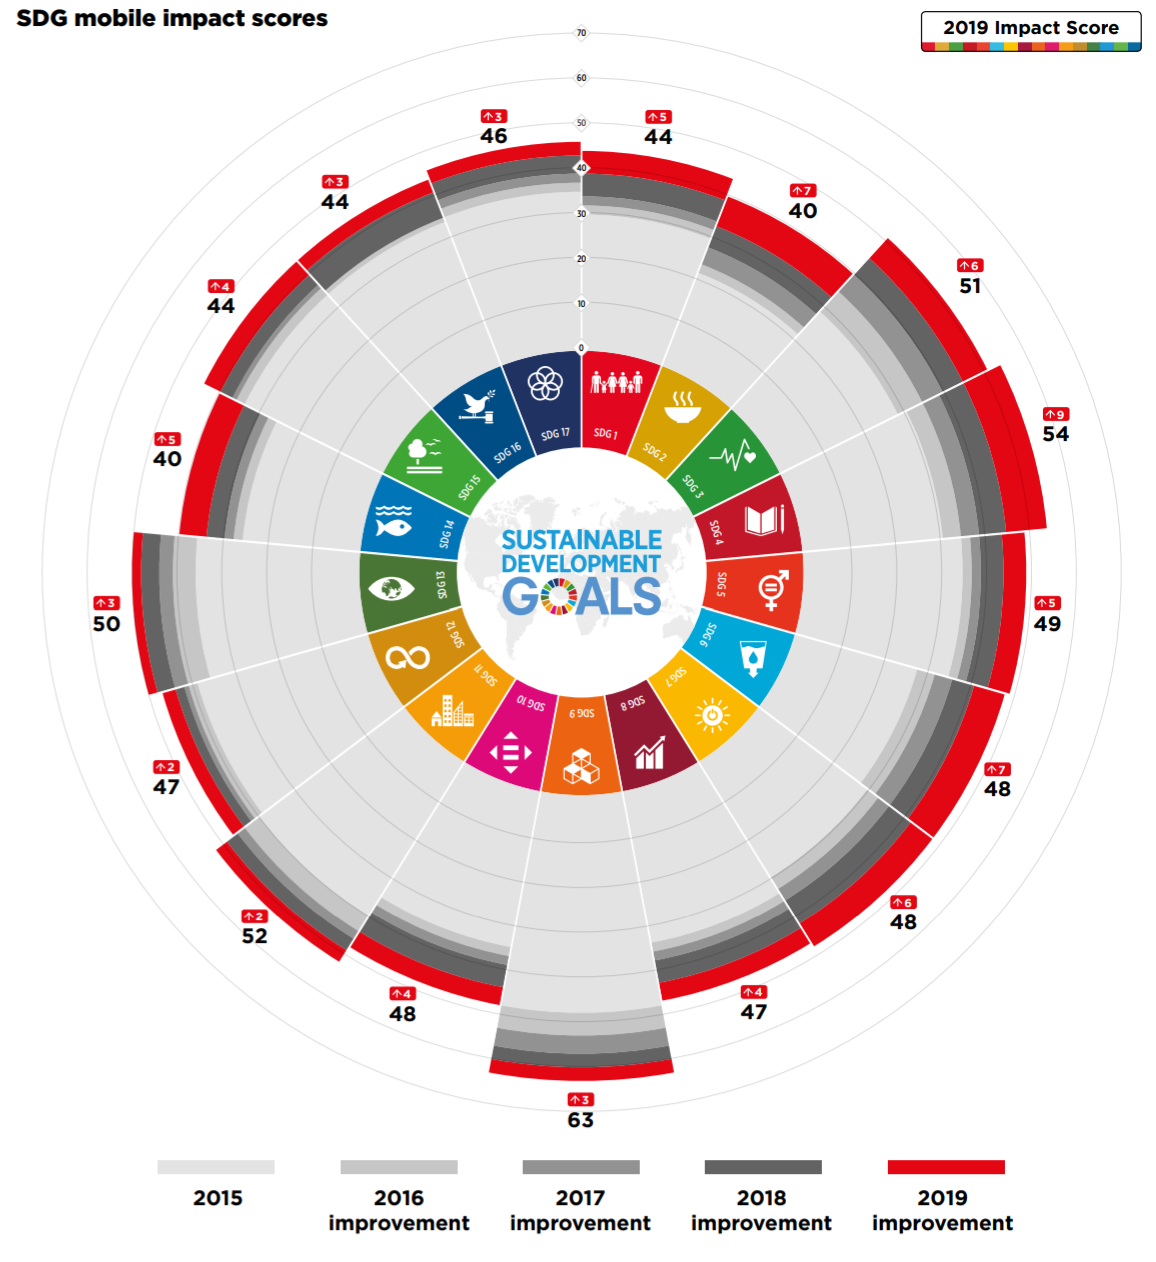 SDG mobile impact scores
2019 Impact Score
70
60
50
40
30
20
10
0
↑5
44
↑7
40
↑6
51
↑9
54
↑5
49
↑7
48
↑6
48
↑4
47
↑3
63
↑4
48
↑2
52
↑2
47
↑3
50
↑5
40
↑4
44
↑3
44
↑3
46
SDG 1
SDG 2
SDG 3
SDG 4
SDG 5
SDG 6
SDG 7
SDG 8
SDG 9
SDG 10
SDG 11
SDG 12
SDG 13
SDG 14
SDG 15
SDG 16
SDG 17
SUSTAINABLE
DEVELOPMENT
GOALS
2015
2016
improvement
2017
improvement
2018
improvement
2019
improvement